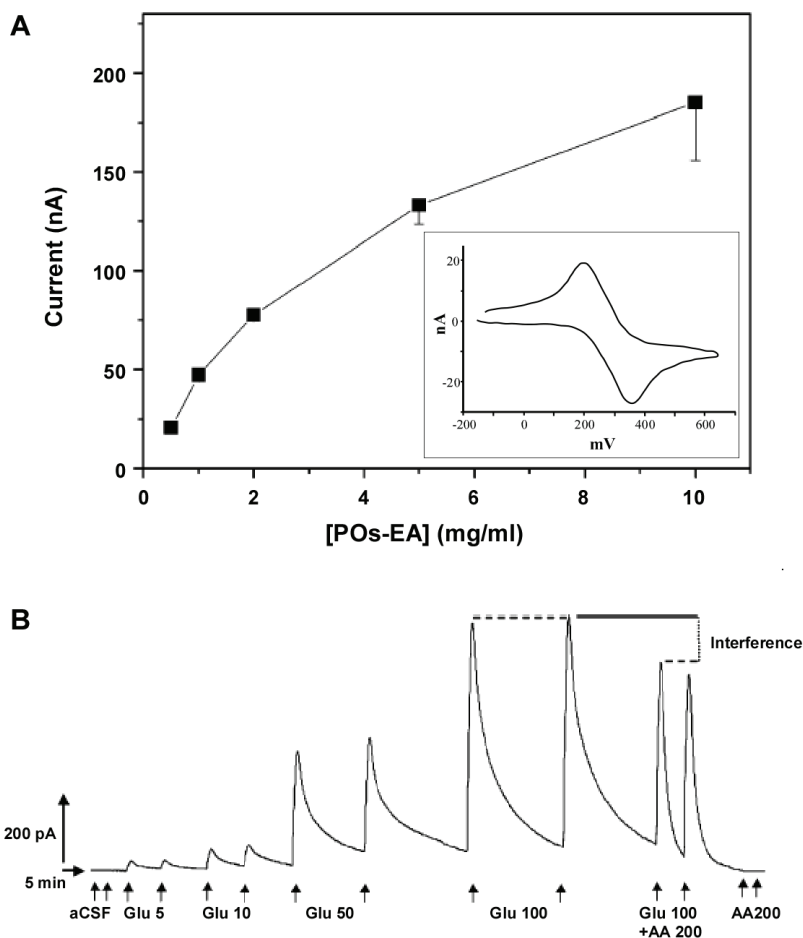 A
200
150
100
50
0
Current (nA)
0 2 4 6 8 10
[POs-EA] (mg/ml)
20
0
-20
nA
-200 0 200 400 600
mV
B
Interference
200 pA
5 min
aCSF Glu 5 Glu 10 Glu 50 Glu 100 Glu 100 AA200
+AA 200